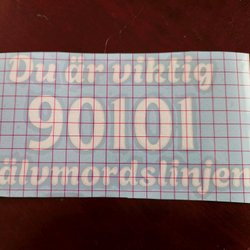 Du är viktig
90101
älvmordslinjen